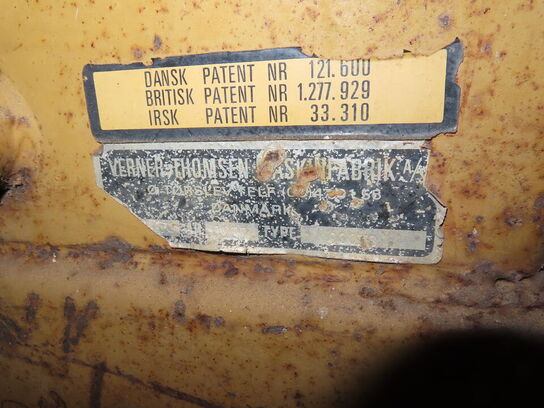 DANSK PATENT NR 121.600
BRITISK PATENT NR 1.277.929
IRSK PATENT NR 33.310
VERNER THOMSEN MASKINFABRIK A/S
Ø. TØRSLEV
DANMARK
TYPE